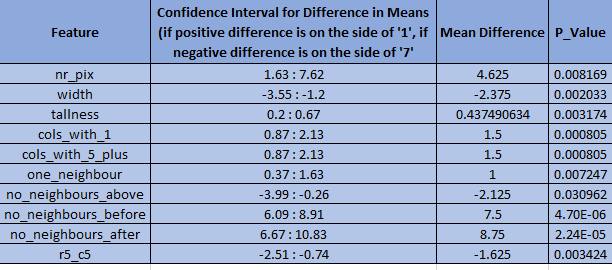 Feature Confidence Interval for Difference in Means (if positive difference is on the side of '1', if negative difference is on the side of '7' Mean Difference P_Value
nr_pix 1.63 : 7.62 4.625 0.008169
width -3.55 : -1.2 -2.375 0.002033
tallness 0.2 : 0.67 0.437490634 0.003174
cols_with_1 0.87 : 2.13 1.5 0.000805
cols_with_5_plus 0.87 : 2.13 1.5 0.000805
one_neighbour 0.37 : 1.63 1 0.007247
no_neighbours_above -3.99 : -0.26 -2.125 0.030962
no_neighbours_before 6.09 : 8.91 7.5 4.70E-06
no_neighbours_after 6.67 : 10.83 8.75 2.24E-05
r5_c5 -2.51 : -0.74 -1.625 0.003424